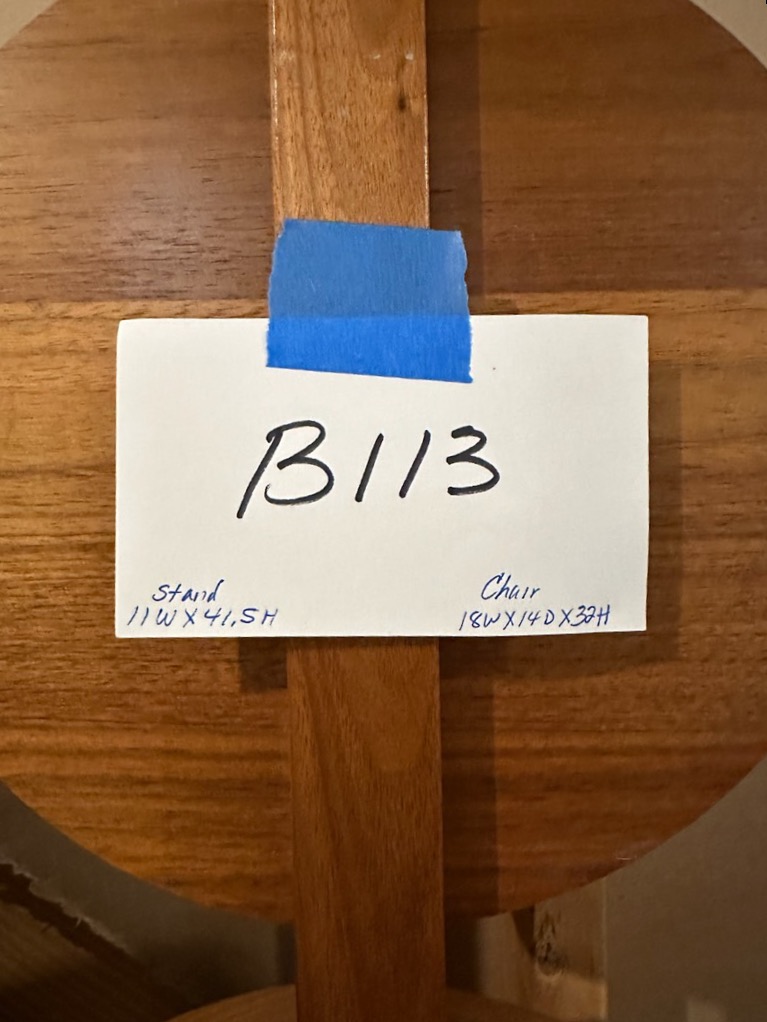 B113
Stand
11W X 41.5H
Chair
18W X 14D X 32H